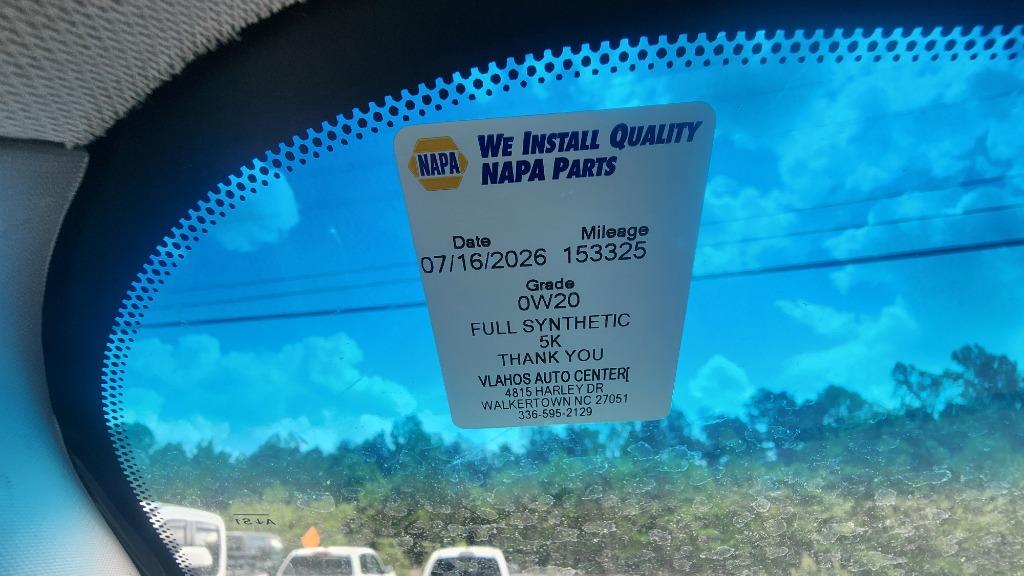 NAPA
WE INSTALL QUALITY
NAPA PARTS
Date Mileage
07/16/2026 153325
Grade
0W20
FULL SYNTHETIC
5K
THANK YOU
VLAHOS AUTO CENTER[
4815 HARLEY DR
WALKERTOWN NC 27051
336-595-2129